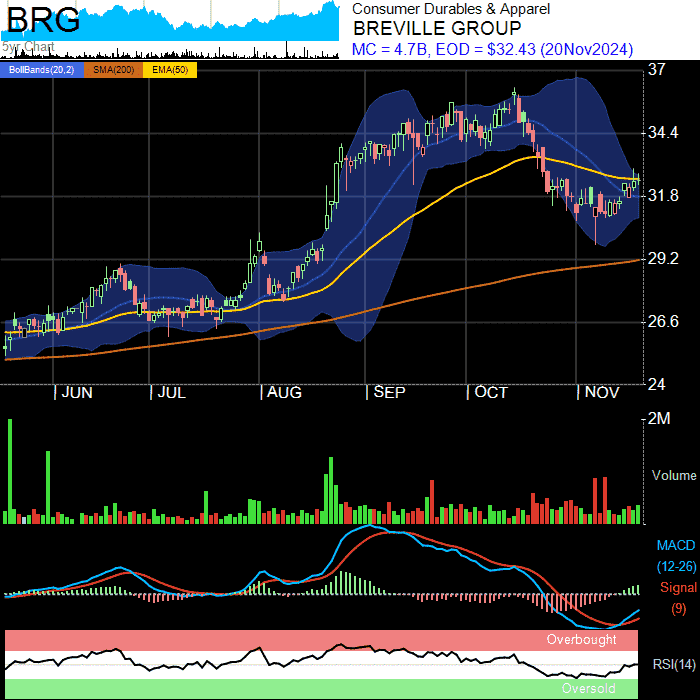 BRG
5yr Chart
Consumer Durables & Apparel
BREVILLE GROUP
MC = 4.7B, EOD = $32.43 (20Nov2024)
BollBands(20,2) SMA(200) EMA(50)
37
34.4
31.8
29.2
26.6
24
JUN JUL AUG SEP OCT NOV
2M
Volume
MACD
(12-26)
Signal
(9)
Overbought
RSI(14)
Oversold